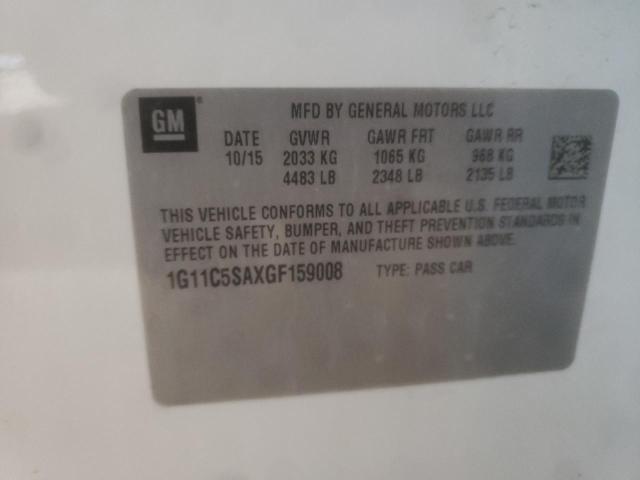 GM
MFD BY GENERAL MOTORS LLC
DATE GVWR GAWR FRT GAWR RR
10/15 2033 KG 1065 KG 968 KG
4483 LB 2348 LB 2135 LB
THIS VEHICLE CONFORMS TO ALL APPLICABLE U.S. FEDERAL MOTOR
VEHICLE SAFETY, BUMPER, AND THEFT PREVENTION STANDARDS IN
EFFECT ON THE DATE OF MANUFACTURE SHOWN ABOVE.
1G11C5SAXGF159008 TYPE: PASS CAR